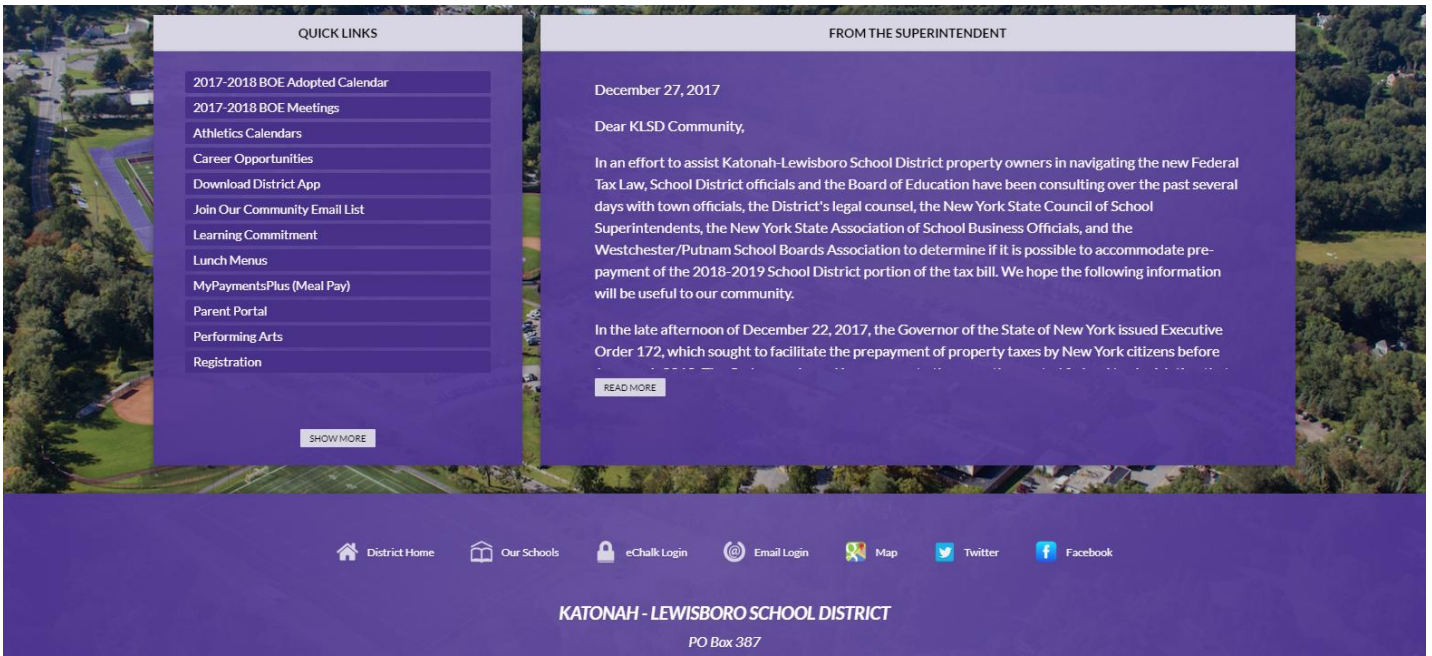 QUICK LINKS
2017-2018 BOE Adopted Calendar
2017-2018 BOE Meetings
Athletics Calendars
Career Opportunities
Download District App
Join Our Community Email List
Learning Commitment
Lunch Menus
MyPaymentsPlus (Meal Pay)
Parent Portal
Performing Arts
Registration
SHOW MORE
FROM THE SUPERINTENDENT
December 27, 2017
Dear KLSD Community,
In an effort to assist Katonah-Lewisboro School District property owners in navigating the new Federal
Tax Law, School District officials and the Board of Education have been consulting over the past several
days with town officials, the District's legal counsel, the New York State Council of School
Superintendents, the New York State Association of School Business Officials, and the
Westchester/Putnam School Boards Association to determine if it is possible to accommodate pre-
payment of the 2018-2019 School District portion of the tax bill. We hope the following information
will be useful to our community.
In the late afternoon of December 22, 2017, the Governor of the State of New York issued Executive
Order 172, which sought to facilitate the prepayment of property taxes by New York citizens before
READ MORE
District Home
Our Schools
eChalk Login
Email Login
Map
Twitter
Facebook
KATONAH - LEWISBORO SCHOOL DISTRICT
PO Box 387